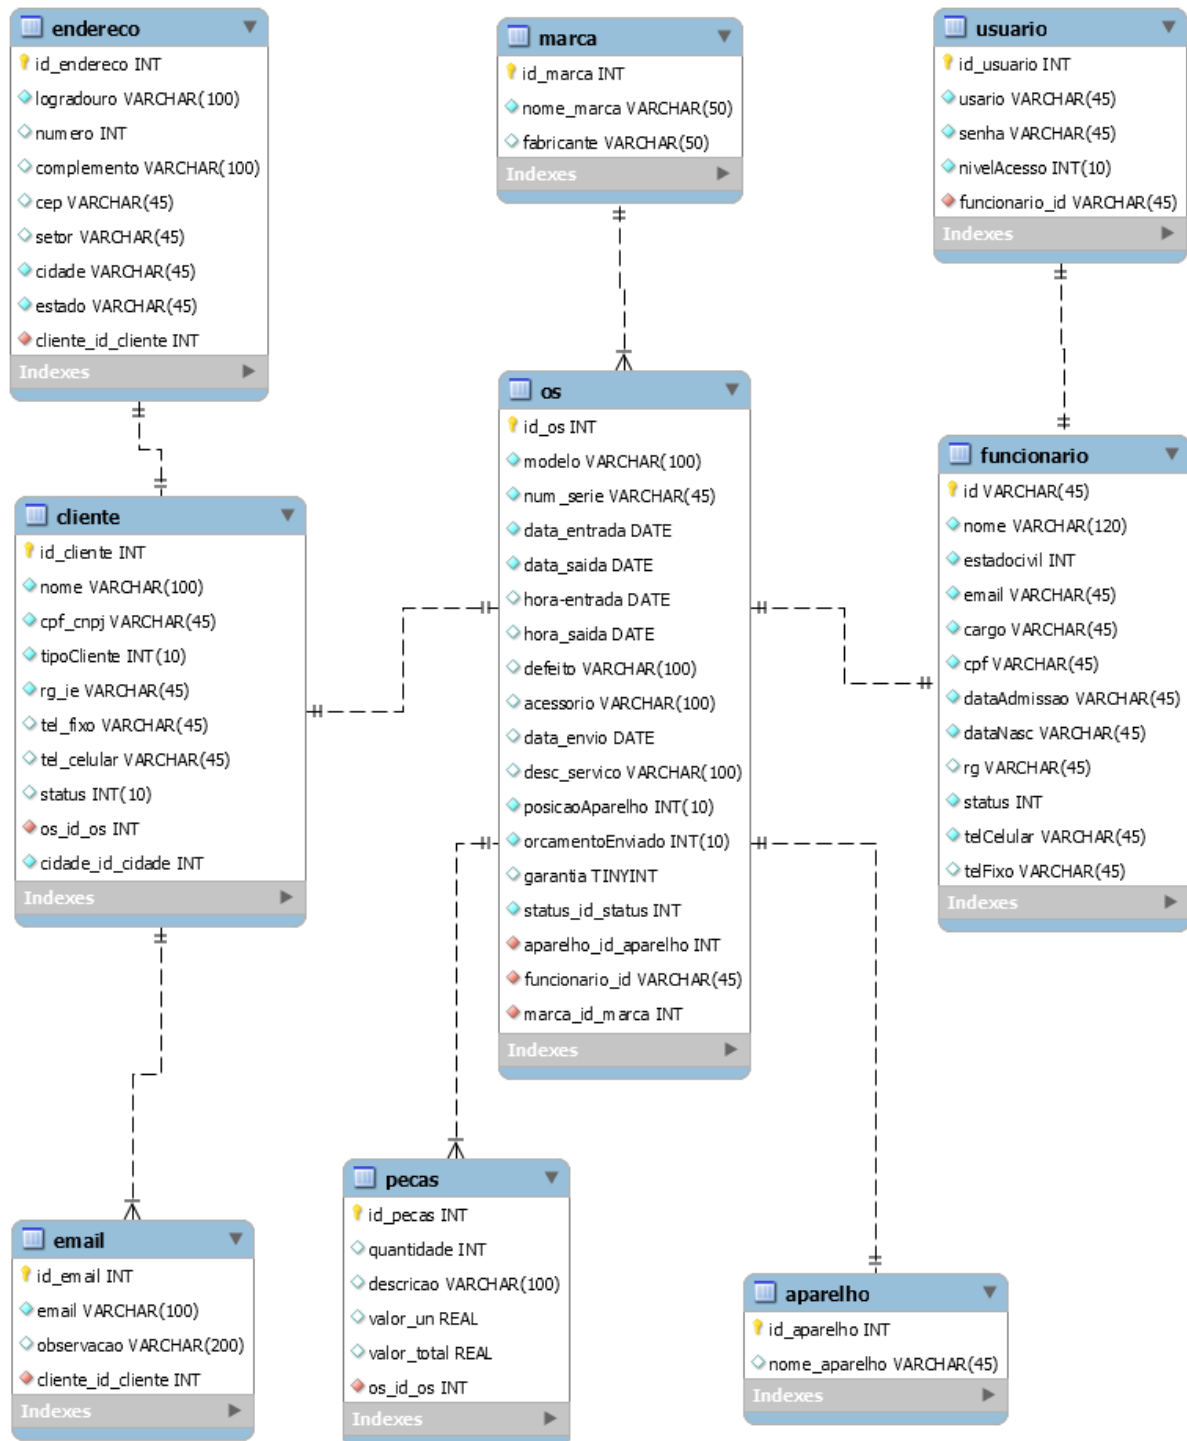 endereco
id_endereco INT
logradouro VARCHAR(100)
numero INT
complemento VARCHAR(100)
cep VARCHAR(45)
setor VARCHAR(45)
cidade VARCHAR(45)
estado VARCHAR(45)
cliente_id_cliente INT
Indexes
marca
id_marca INT
nome_marca VARCHAR(50)
fabricante VARCHAR(50)
Indexes
usuario
id_usuario INT
usario VARCHAR(45)
senha VARCHAR(45)
nivelAcesso INT(10)
funcionario_id VARCHAR(45)
Indexes
cliente
id_cliente INT
nome VARCHAR(100)
cpf_cnpj VARCHAR(45)
tipoCliente INT(10)
rg_ie VARCHAR(45)
tel_fixo VARCHAR(45)
tel_celular VARCHAR(45)
status INT(10)
os_id_os INT
cidade_id_cidade INT
Indexes
os
id_os INT
modelo VARCHAR(100)
num_serie VARCHAR(45)
data_entrada DATE
data_saida DATE
hora-entrada DATE
hora_saida DATE
defeito VARCHAR(100)
acessorio VARCHAR(100)
data_envio DATE
desc_servico VARCHAR(100)
posicaoAparelho INT(10)
orcamentoEnviado INT(10)
garantia TINYINT
status_id_status INT
aparelho_id_aparelho INT
funcionario_id VARCHAR(45)
marca_id_marca INT
Indexes
funcionario
id VARCHAR(45)
nome VARCHAR(120)
estadocivil INT
email VARCHAR(45)
cargo VARCHAR(45)
cpf VARCHAR(45)
dataAdmissao VARCHAR(45)
dataNasc VARCHAR(45)
rg VARCHAR(45)
status INT
telCelular VARCHAR(45)
telFixo VARCHAR(45)
Indexes
email
id_email INT
email VARCHAR(100)
observacao VARCHAR(200)
cliente_id_cliente INT
Indexes
pecas
id_pecas INT
quantidade INT
descricao VARCHAR(100)
valor_un REAL
valor_total REAL
os_id_os INT
Indexes
aparelho
id_aparelho INT
nome_aparelho VARCHAR(45)
Indexes